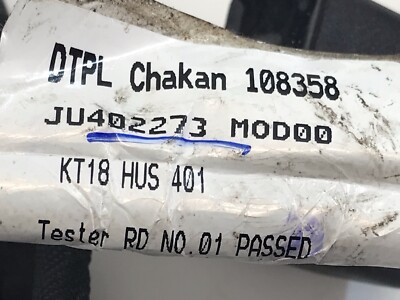 DTPL Chakan 108358
JU402273 MOD00
KT18 HUS 401
Tester RD NO.01 PASSED